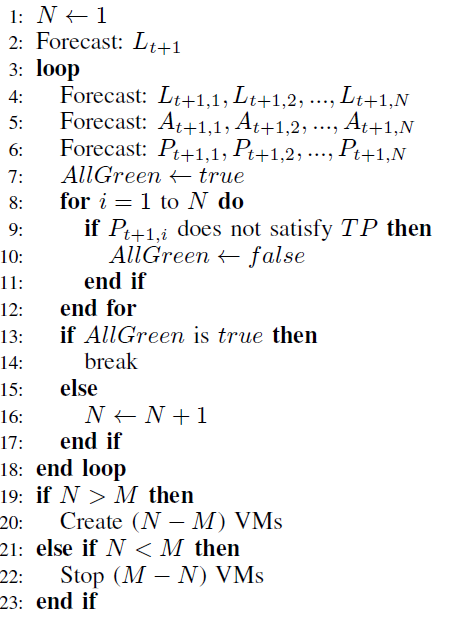 1: N ← 1
2: Forecast: L_{t+1}
3: loop
4: Forecast: L_{t+1,1}, L_{t+1,2}, ..., L_{t+1,N}
5: Forecast: A_{t+1,1}, A_{t+1,2}, ..., A_{t+1,N}
6: Forecast: P_{t+1,1}, P_{t+1,2}, ..., P_{t+1,N}
7: AllGreen ← true
8: for i = 1 to N do
9: if P_{t+1,i} does not satisfy TP then
10: AllGreen ← false
11: end if
12: end for
13: if AllGreen is true then
14: break
15: else
16: N ← N + 1
17: end if
18: end loop
19: if N > M then
20: Create (N − M) VMs
21: else if N < M then
22: Stop (M − N) VMs
23: end if